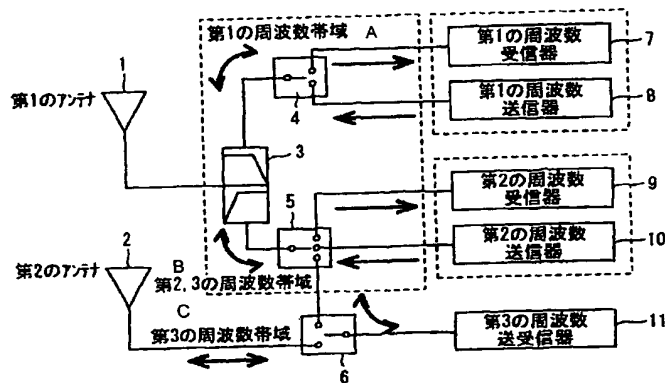 第1の周波数帯域 A
第1の周波数
受信器
7
1
第1のアンテナ
4
第1の周波数
送信器
8
3
第2の周波数
受信器
9
5
2
第2のアンテナ
第2の周波数
送信器
10
B
第2,3の周波数帯域
C
第3の周波数帯域
6
第3の周波数
送受信器
11